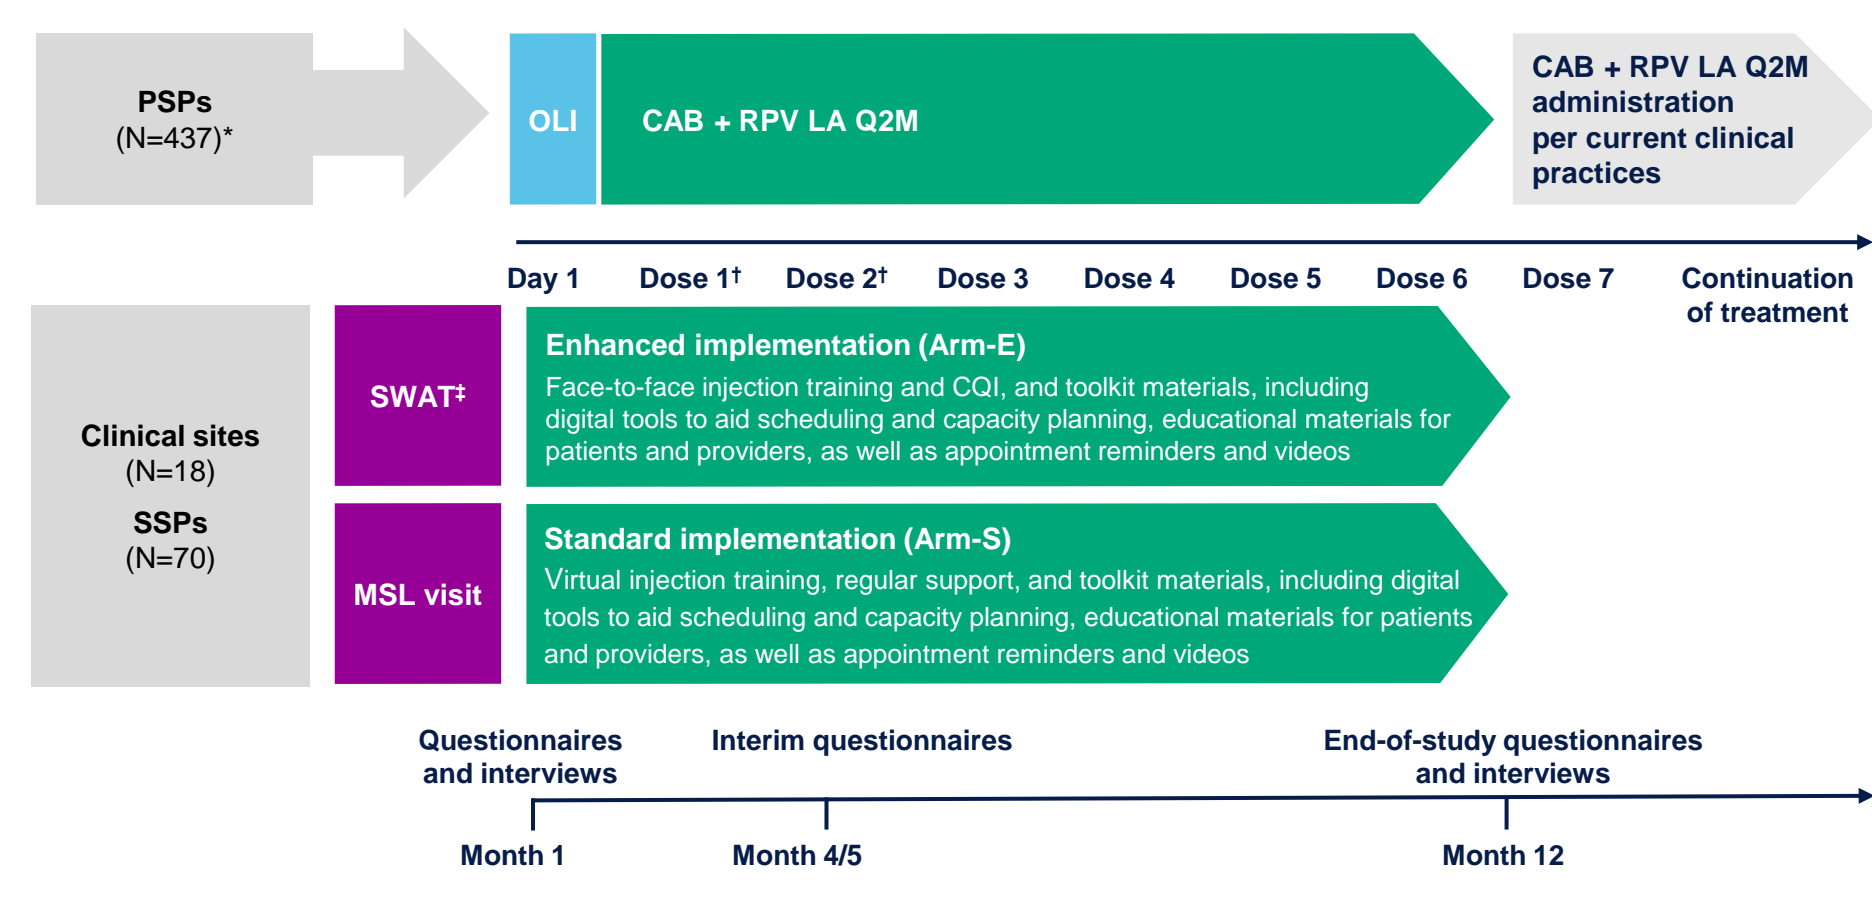 PSPs
(N=437)*
OLI
CAB + RPV LA Q2M
CAB + RPV LA Q2M
administration
per current clinical
practices
Day 1
Dose 1†
Dose 2†
Dose 3
Dose 4
Dose 5
Dose 6
Dose 7
Continuation
of treatment
Clinical sites
(N=18)
SSPs
(N=70)
SWAT‡
Enhanced implementation (Arm-E)
Face-to-face injection training and CQI, and toolkit materials, including
digital tools to aid scheduling and capacity planning, educational materials for
patients and providers, as well as appointment reminders and videos
MSL visit
Standard implementation (Arm-S)
Virtual injection training, regular support, and toolkit materials, including digital
tools to aid scheduling and capacity planning, educational materials for patients
and providers, as well as appointment reminders and videos
Questionnaires
and interviews
Interim questionnaires
End-of-study questionnaires
and interviews
Month 1
Month 4/5
Month 12